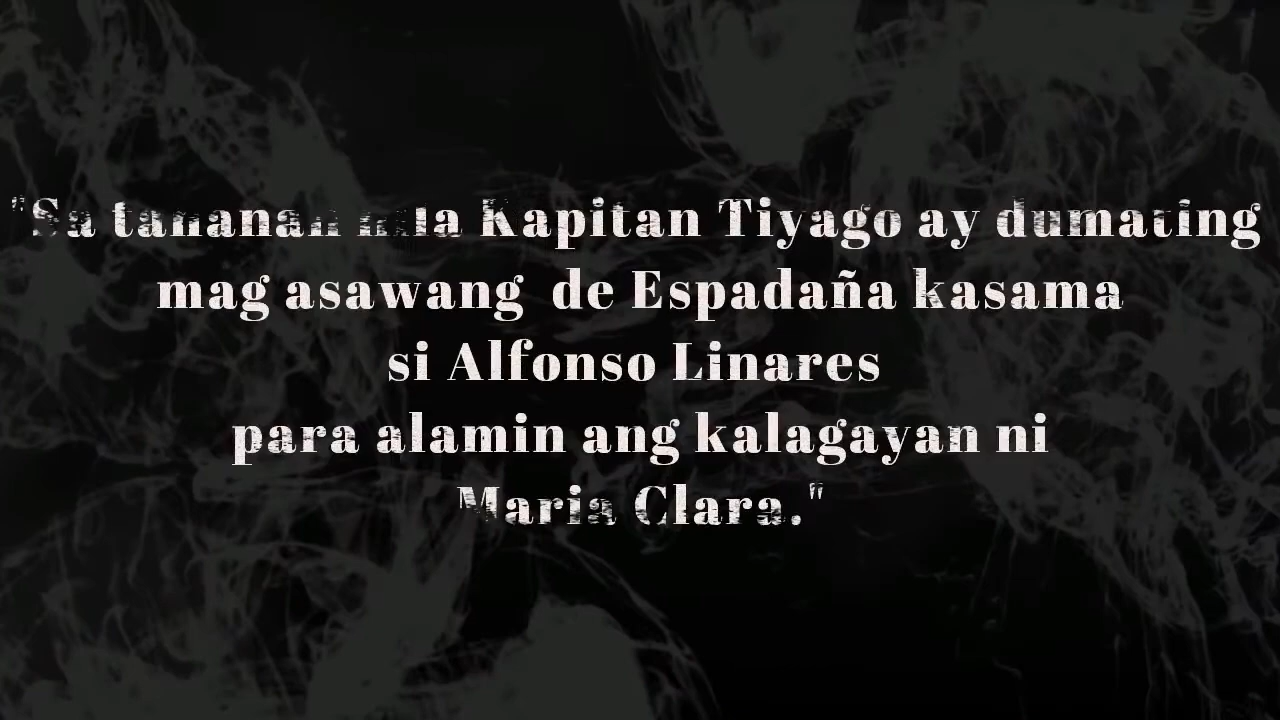 "Sa tahanan nila Kapitan Tiyago ay dumating
mag asawang de Espadaña kasama
si Alfonso Linares
para alamin ang kalagayan ni
Maria Clara."